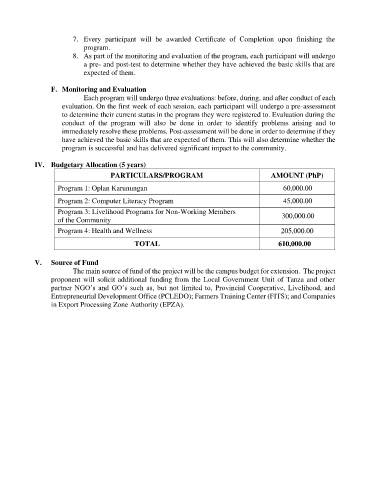 7. Every participant will be awarded Certificate of Completion upon finishing the
program.
8. As part of the monitoring and evaluation of the program, each participant will undergo
a pre- and post-test to determine whether they have achieved the basic skills that are
expected of them.
F. Monitoring and Evaluation
Each program will undergo three evaluations: before, during, and after conduct of each
evaluation. On the first week of each session, each participant will undergo a pre-assessment
to determine their current status in the program they were registered to. Evaluation during the
conduct of the program will also be done in order to identify problems arising and to
immediately resolve these problems. Post-assessment will be done in order to determine if they
have achieved the basic skills that are expected of them. This will also determine whether the
program is successful and has delivered significant impact to the community.
IV. Budgetary Allocation (5 years)
PARTICULARS/PROGRAM AMOUNT (PhP)
Program 1: Oplan Karunungan 60,000.00
Program 2: Computer Literacy Program 45,000.00
Program 3: Livelihood Programs for Non-Working Members
of the Community 300,000.00
Program 4: Health and Wellness 205,000.00
TOTAL 610,000.00
V. Source of Fund
The main source of fund of the project will be the campus budget for extension. The project
proponent will solicit additional funding from the Local Government Unit of Tanza and other
partner NGO's and GO's such as, but not limited to, Provincial Cooperative, Livelihood, and
Entrepreneurial Development Office (PCLEDO); Farmers Training Center (FITS); and Companies
in Export Processing Zone Authority (EPZA).